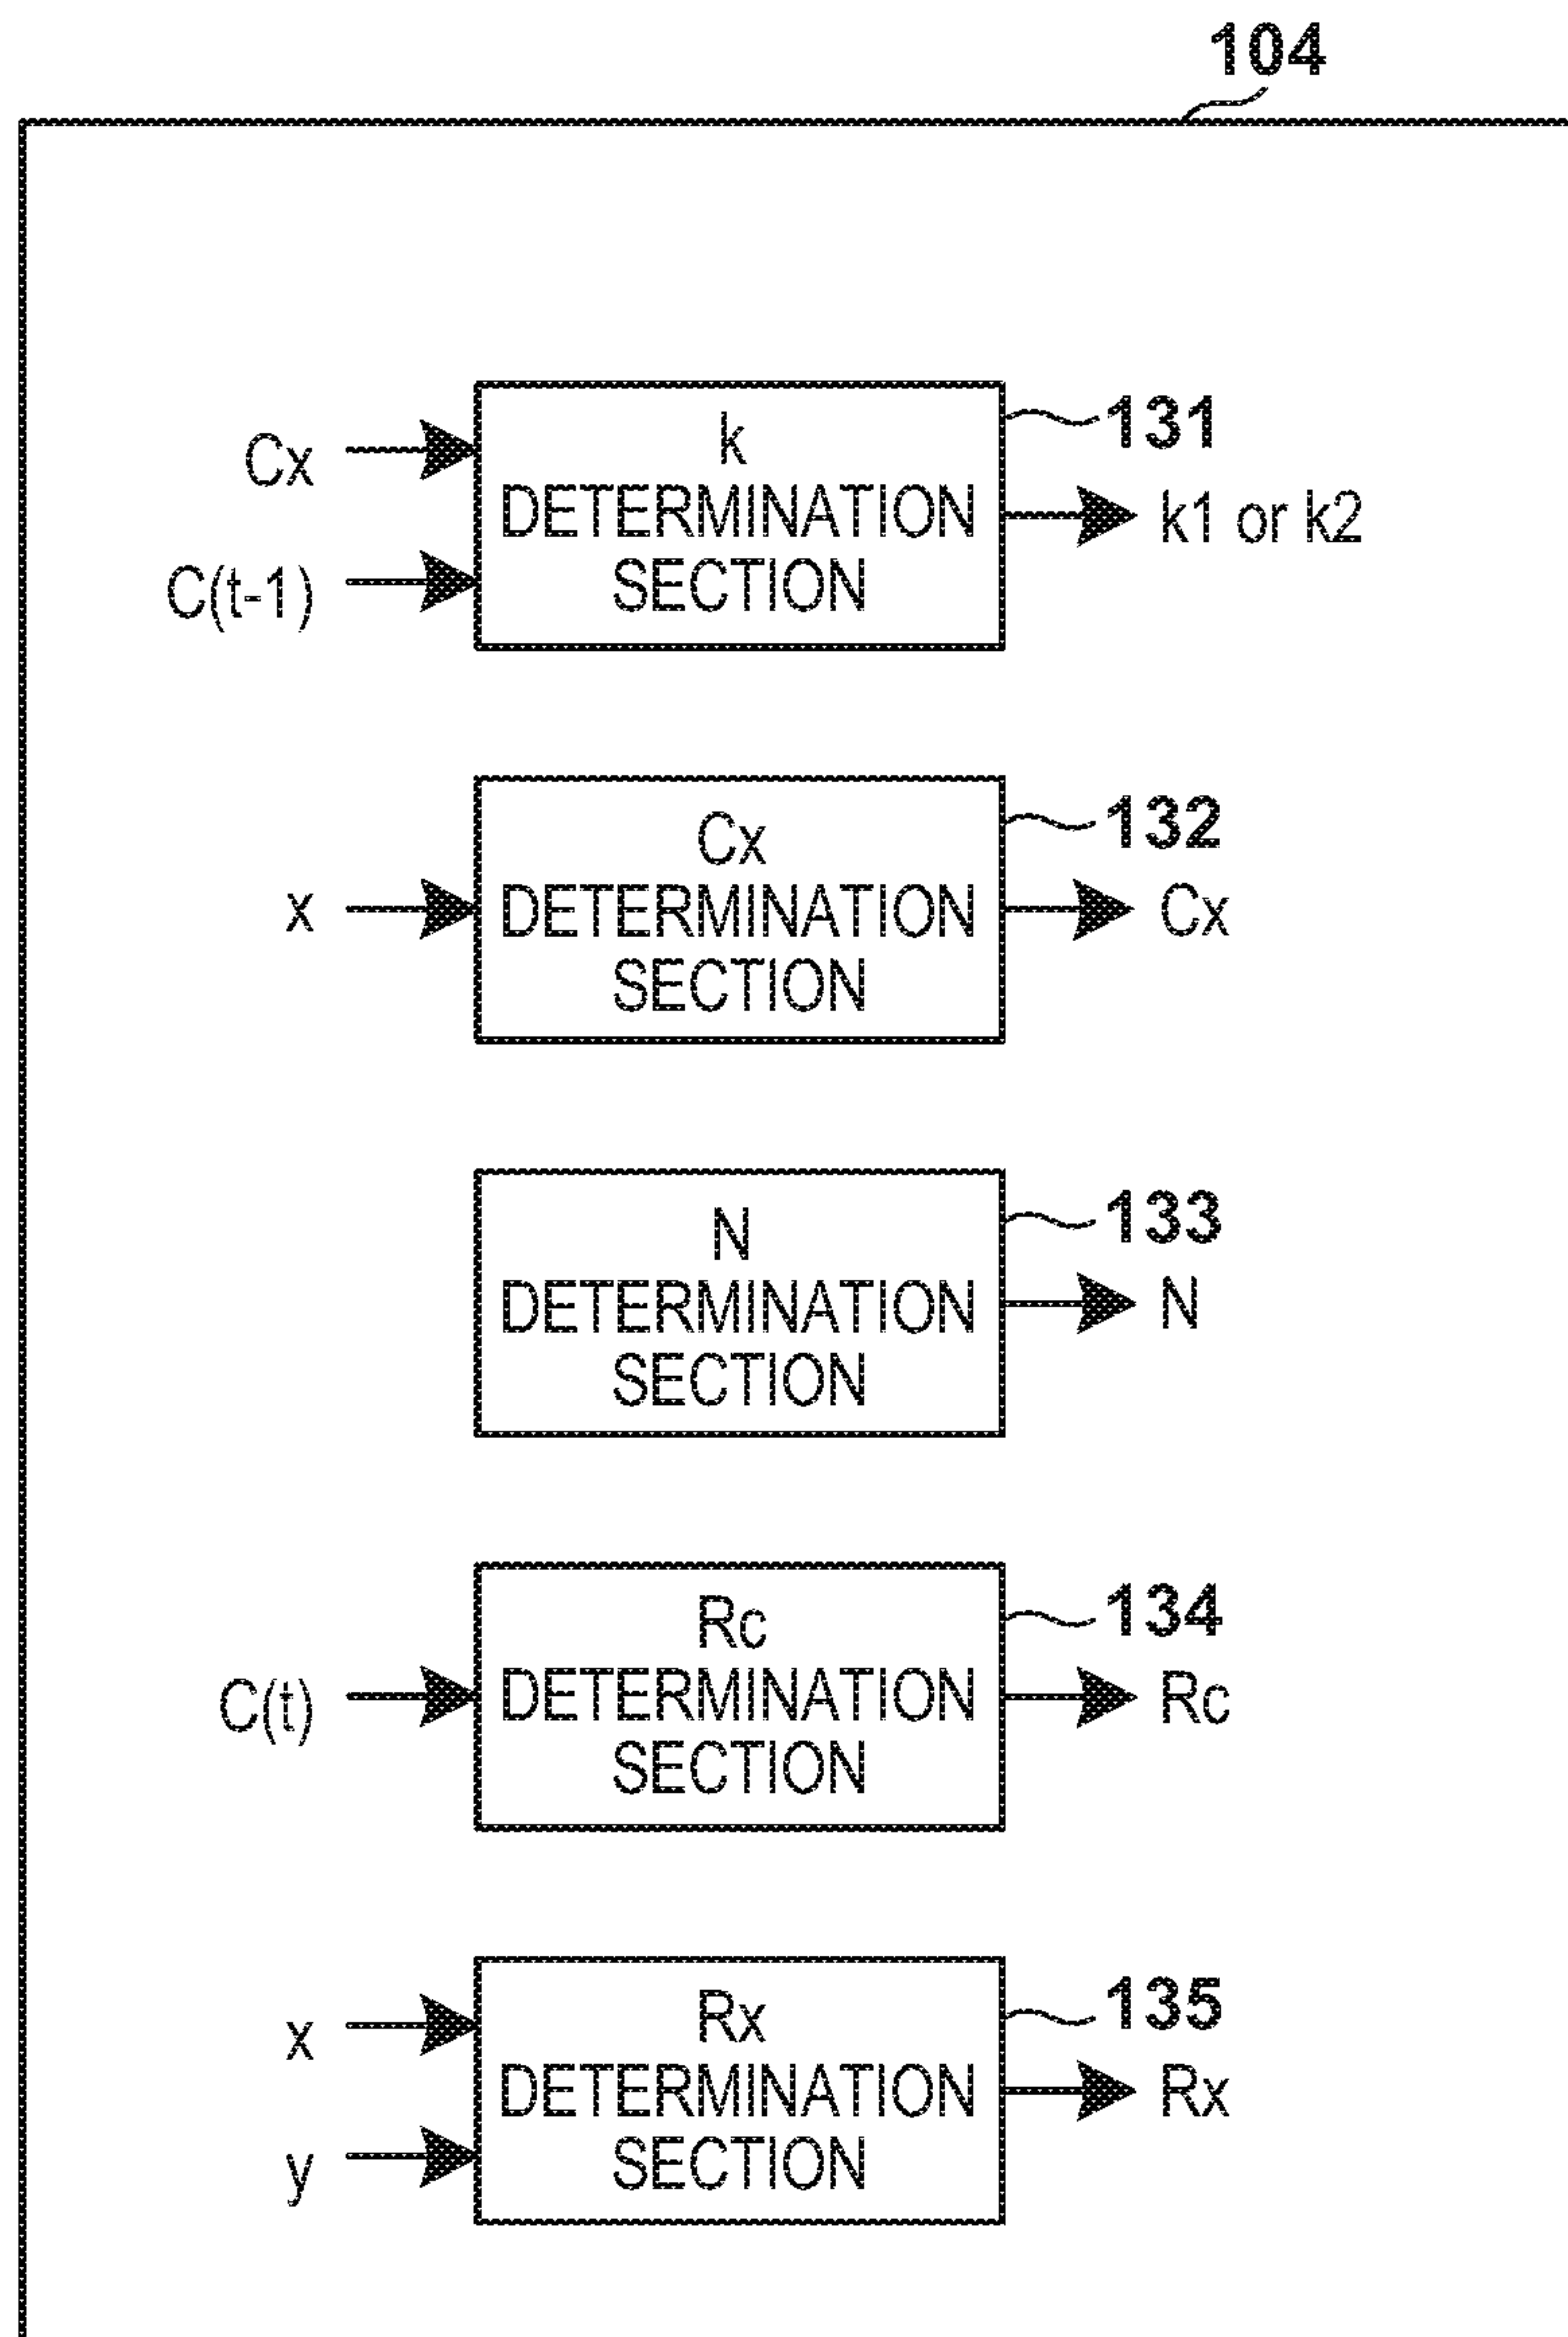 104
k
DETERMINATION
SECTION
131
Cx
C(t-1)
k1 or k2
Cx
DETERMINATION
SECTION
132
x
Cx
N
DETERMINATION
SECTION
133
N
Rc
DETERMINATION
SECTION
134
C(t)
Rc
Rx
DETERMINATION
SECTION
135
x
y
Rx